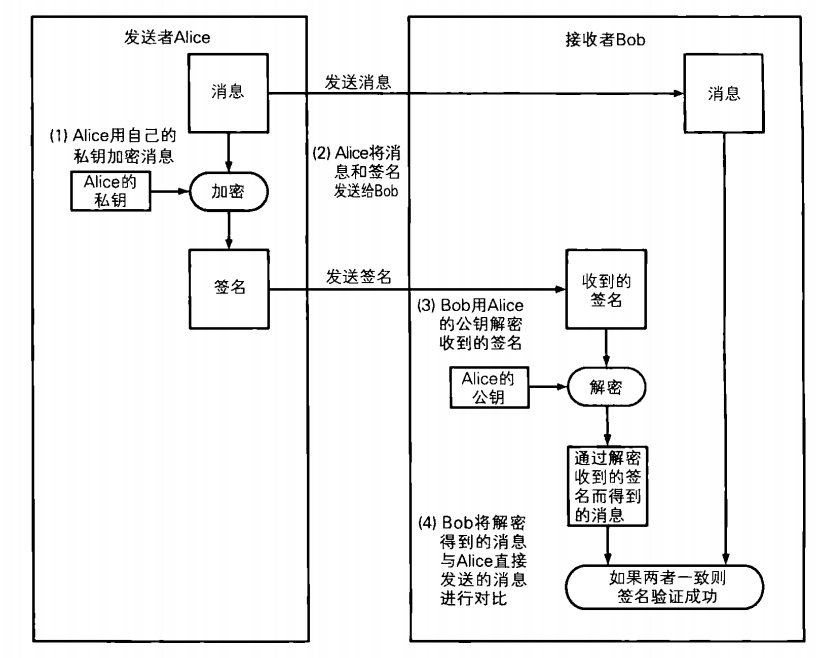 发送者Alice
接收者Bob
消息
发送消息
消息
(1) Alice用自己的
私钥加密消息
Alice的
私钥
加密
(2) Alice将消
息和签名
发送给Bob
签名
发送签名
收到的
签名
(3) Bob用Alice
的公钥解密
收到的签名
Alice的
公钥
解密
通过解密
收到的签
名而得到
的消息
(4) Bob将解密
得到的消息
与Alice直接
发送的消息
进行对比
如果两者一致则
签名验证成功